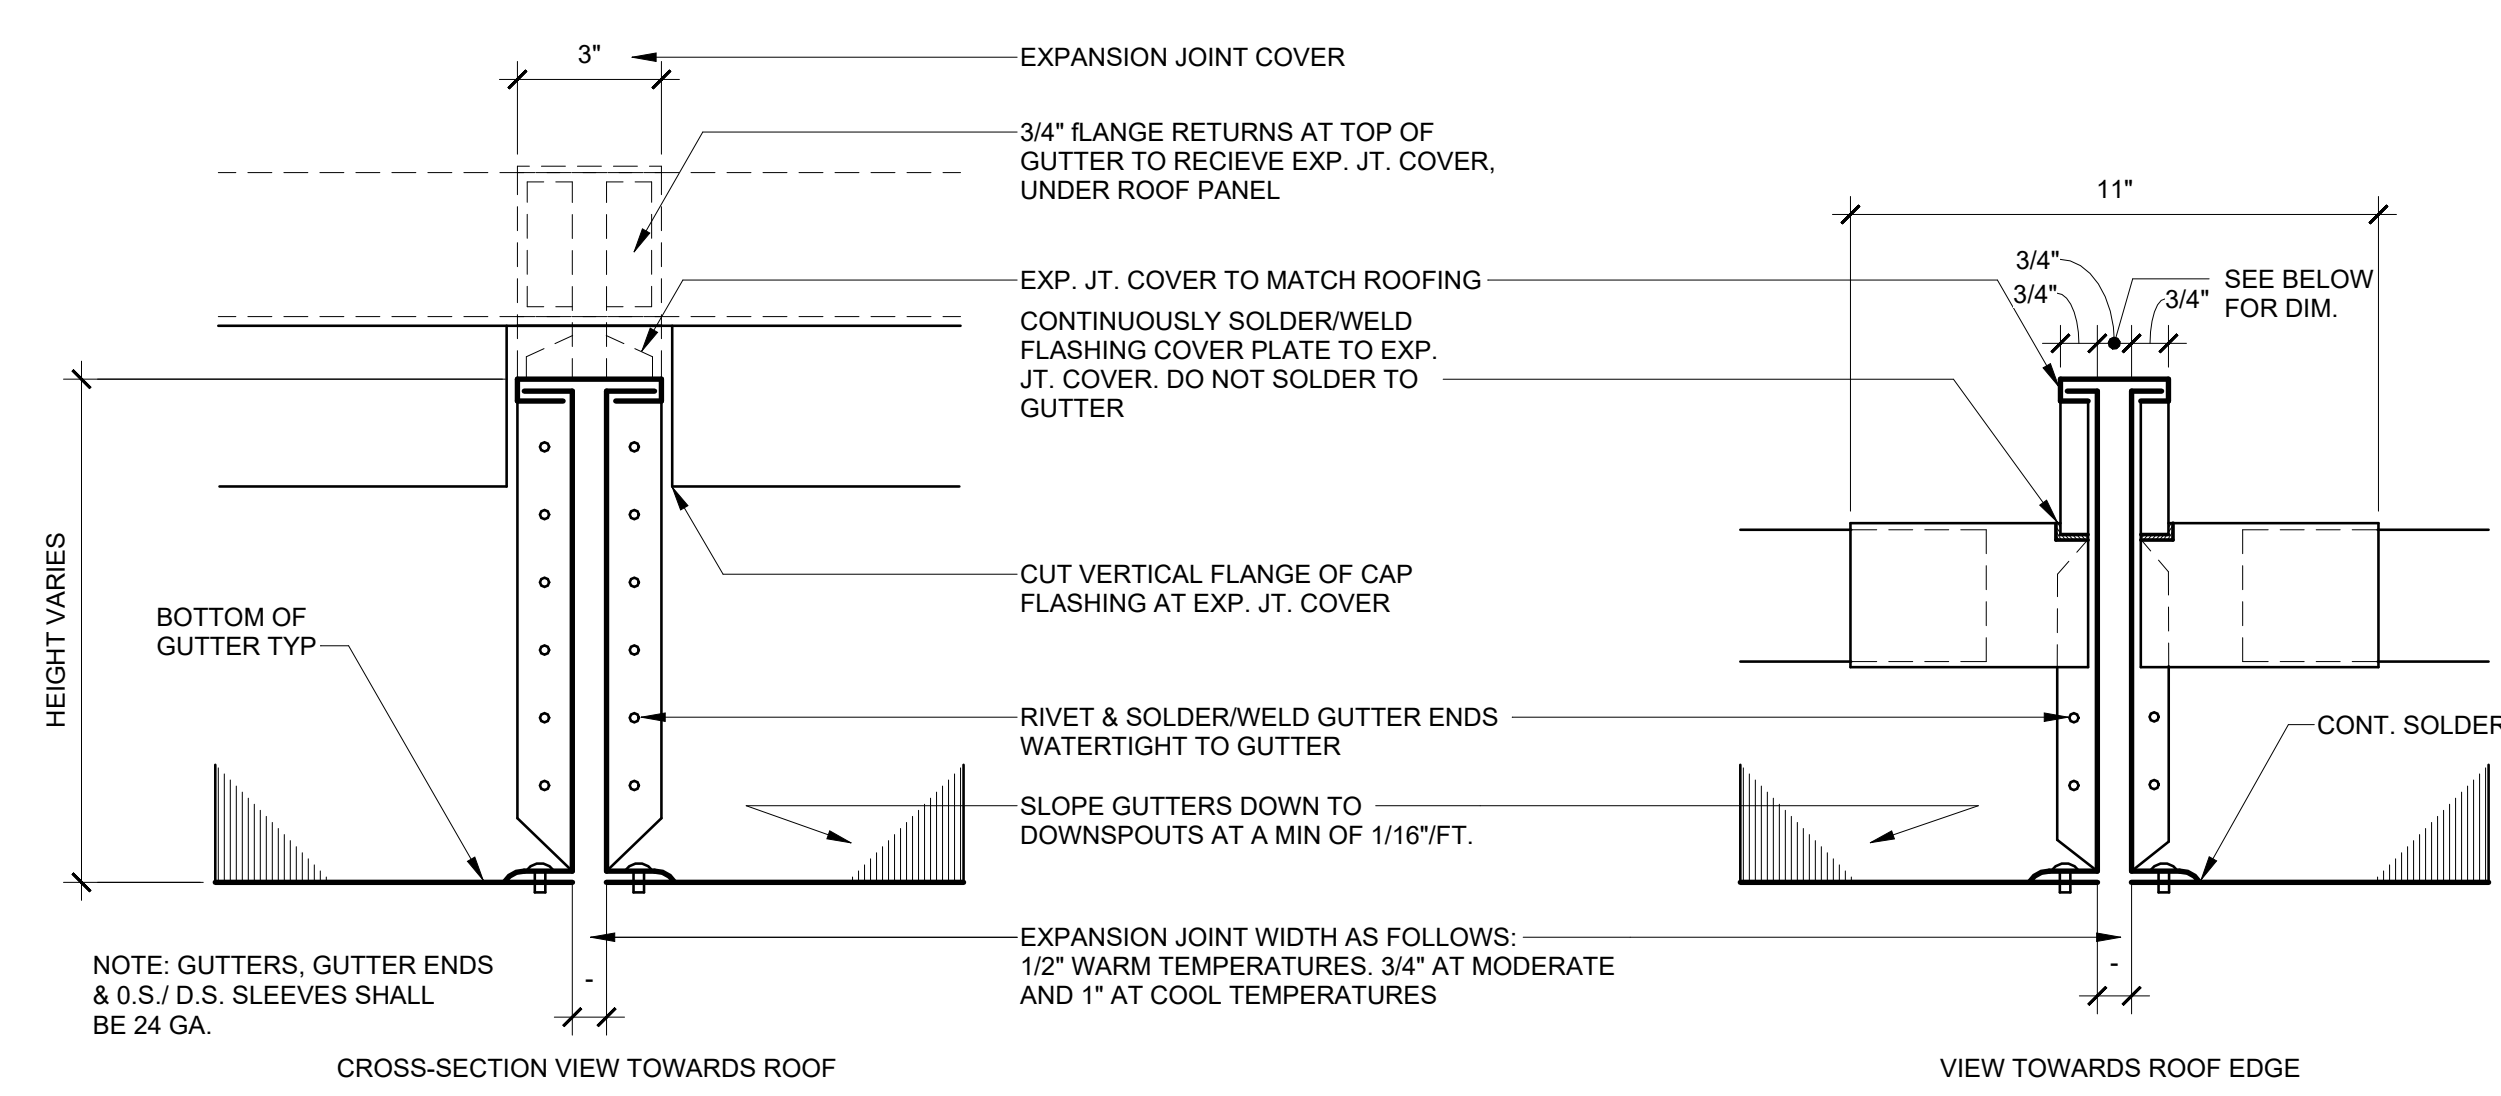 3"
EXPANSION JOINT COVER
3/4" fLANGE RETURNS AT TOP OF
GUTTER TO RECIEVE EXP. JT. COVER,
UNDER ROOF PANEL
EXP. JT. COVER TO MATCH ROOFING
CONTINUOUSLY SOLDER/WELD
FLASHING COVER PLATE TO EXP.
JT. COVER. DO NOT SOLDER TO
GUTTER
11"
3/4"
3/4"
3/4"
SEE BELOW
FOR DIM.
HEIGHT VARIES
BOTTOM OF
GUTTER TYP
CUT VERTICAL FLANGE OF CAP
FLASHING AT EXP. JT. COVER
RIVET & SOLDER/WELD GUTTER ENDS
WATERTIGHT TO GUTTER
CONT. SOLDER
SLOPE GUTTERS DOWN TO
DOWNSPOUTS AT A MIN OF 1/16"/FT.
EXPANSION JOINT WIDTH AS FOLLOWS:
1/2" WARM TEMPERATURES. 3/4" AT MODERATE
AND 1" AT COOL TEMPERATURES
-
-
NOTE: GUTTERS, GUTTER ENDS
& 0.S./ D.S. SLEEVES SHALL
BE 24 GA.
CROSS-SECTION VIEW TOWARDS ROOF
VIEW TOWARDS ROOF EDGE